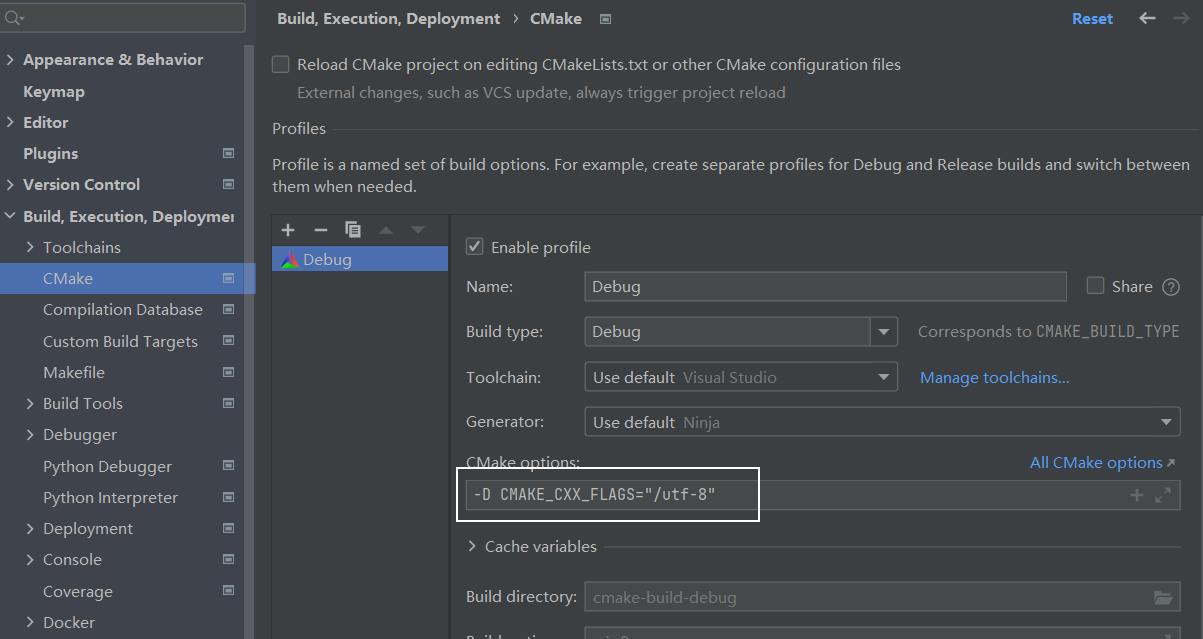 Build, Execution, Deployment › CMake
Reset
Appearance & Behavior
Keymap
Editor
Plugins
Version Control
Build, Execution, Deploymer
Toolchains
CMake
Compilation Database
Custom Build Targets
Makefile
Build Tools
Debugger
Python Debugger
Python Interpreter
Deployment
Console
Coverage
Docker
Reload CMake project on editing CMakeLists.txt or other CMake configuration files
External changes, such as VCS update, always trigger project reload
Profiles
Profile is a named set of build options. For example, create separate profiles for Debug and Release builds and switch between
them when needed.
Debug
Enable profile
Name: Debug Share ?
Build type: Debug Corresponds to CMAKE_BUILD_TYPE
Toolchain: Use default Visual Studio Manage toolchains...
Generator: Use default Ninja
CMake options: All CMake options
-D CMAKE_CXX_FLAGS="/utf-8"
Cache variables
Build directory: cmake-build-debug